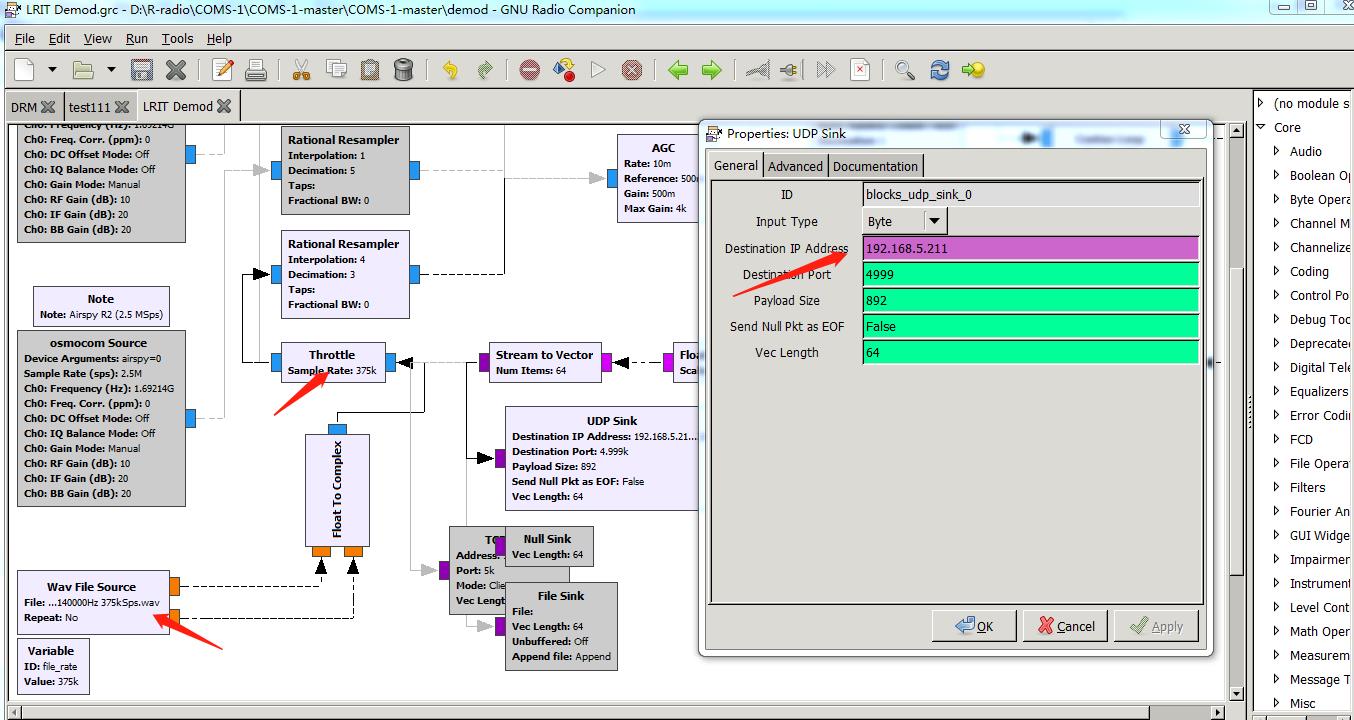 LRIT Demod.grc - D:\R-radio\COMS-1\COMS-1-master\COMS-1-master\demod - GNU Radio Companion
File Edit View Run Tools Help
DRM test111 LRIT Demod
Ch0: Frequency (Hz): 1.69214G
Ch0: Freq. Corr. (ppm): 0
Ch0: DC Offset Mode: Off
Ch0: IQ Balance Mode: Off
Ch0: Gain Mode: Manual
Ch0: RF Gain (dB): 10
Ch0: IF Gain (dB): 20
Ch0: BB Gain (dB): 20
Rational Resampler
Interpolation: 1
Decimation: 5
Taps:
Fractional BW: 0
AGC
Rate: 10m
Reference: 500m
Gain: 500m
Max Gain: 4k
Rational Resampler
Interpolation: 4
Decimation: 3
Taps:
Fractional BW: 0
Note
Note: Airspy R2 (2.5 MSps)
osmocom Source
Device Arguments: airspy=0
Sample Rate (sps): 2.5M
Ch0: Frequency (Hz): 1.69214G
Ch0: Freq. Corr. (ppm): 0
Ch0: DC Offset Mode: Off
Ch0: IQ Balance Mode: Off
Ch0: Gain Mode: Manual
Ch0: RF Gain (dB): 10
Ch0: IF Gain (dB): 20
Ch0: BB Gain (dB): 20
Throttle
Sample Rate: 375k
Stream to Vector
Num Items: 64
Floa
Scal
Float To Complex
UDP Sink
Destination IP Address: 192.168.5.21...
Destination Port: 4.999k
Payload Size: 892
Send Null Pkt as EOF: False
Vec Length: 64
TC
Address:
Port: 5k
Mode: Clie
Vec Lengt
Null Sink
Vec Length: 64
File Sink
File:
Vec Length: 64
Unbuffered: Off
Append file: Append
Wav File Source
File: ...140000Hz 375kSps.wav
Repeat: No
Variable
ID: file_rate
Value: 375k
Properties: UDP Sink
General Advanced Documentation
ID blocks_udp_sink_0
Input Type Byte
Destination IP Address 192.168.5.211
Destination Port 4999
Payload Size 892
Send Null Pkt as EOF False
Vec Length 64
OK Cancel Apply
(no module s
Core
Audio
Boolean Op
Byte Opera
Channel M
Channelize
Coding
Control Po
Debug Too
Deprecate
Digital Tele
Equalizers
Error Codi
FCD
File Opera
Filters
Fourier An
GUI Widge
Impairmen
Instrument
Level Cont
Math Oper
Measurem
Message T
Misc